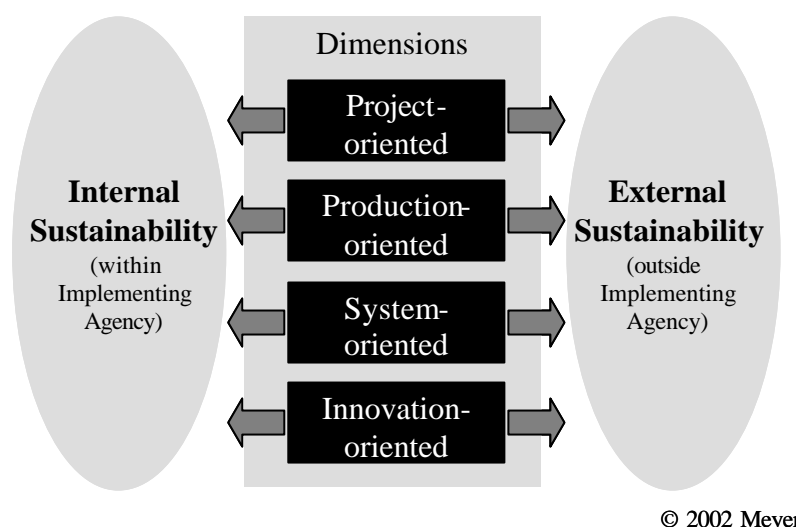 Dimensions
Project-
oriented
Production-
oriented
System-
oriented
Innovation-
oriented
Internal
Sustainability
(within
Implementing
Agency)
External
Sustainability
(outside
Implementing
Agency)
© 2002 Meyer